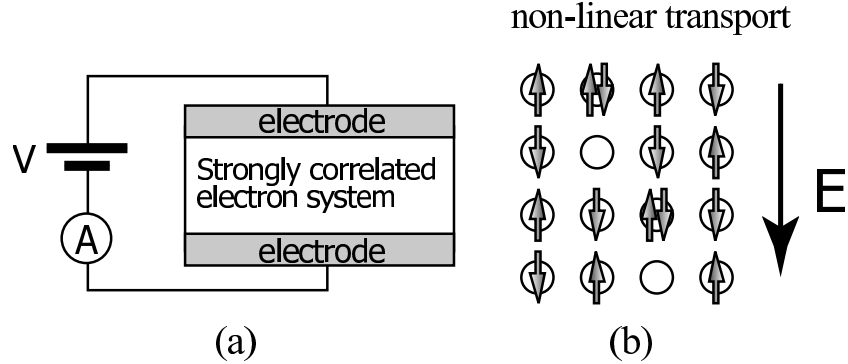 non-linear transport
electrode
V
Strongly correlated
electron system
A
electrode
E
(a)
(b)